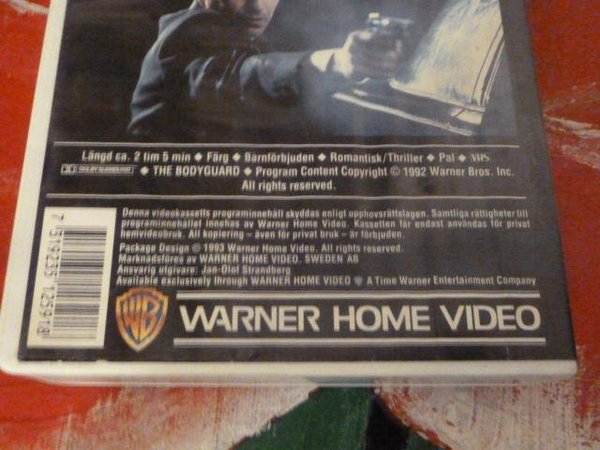 Längd ca. 2 tim 5 min ◆ Färg ◆ Barnförbjuden ◆ Romantisk/Thriller ◆ Pal ◆ VHS
◆ THE BODYGUARD ◆ Program Content Copyright © 1992 Warner Bros. Inc.
All rights reserved.
Denna videokassetts programinnehåll skyddas enligt upphovsrättslagen. Samtliga rättigheter till
programinnehållet innehas av Warner Home Video. Kassetten får endast användas för privat
hemvideobruk. All kopiering - även för privat bruk - är förbjuden.
Package Design © 1993 Warner Home Video. All rights reserved.
Marknadsföres av WARNER HOME VIDEO, SWEDEN AB
Ansvarig utgivare: Jan-Olof Strandberg
Available exclusively through WARNER HOME VIDEO A Time Warner Entertainment Company
WB WARNER HOME VIDEO